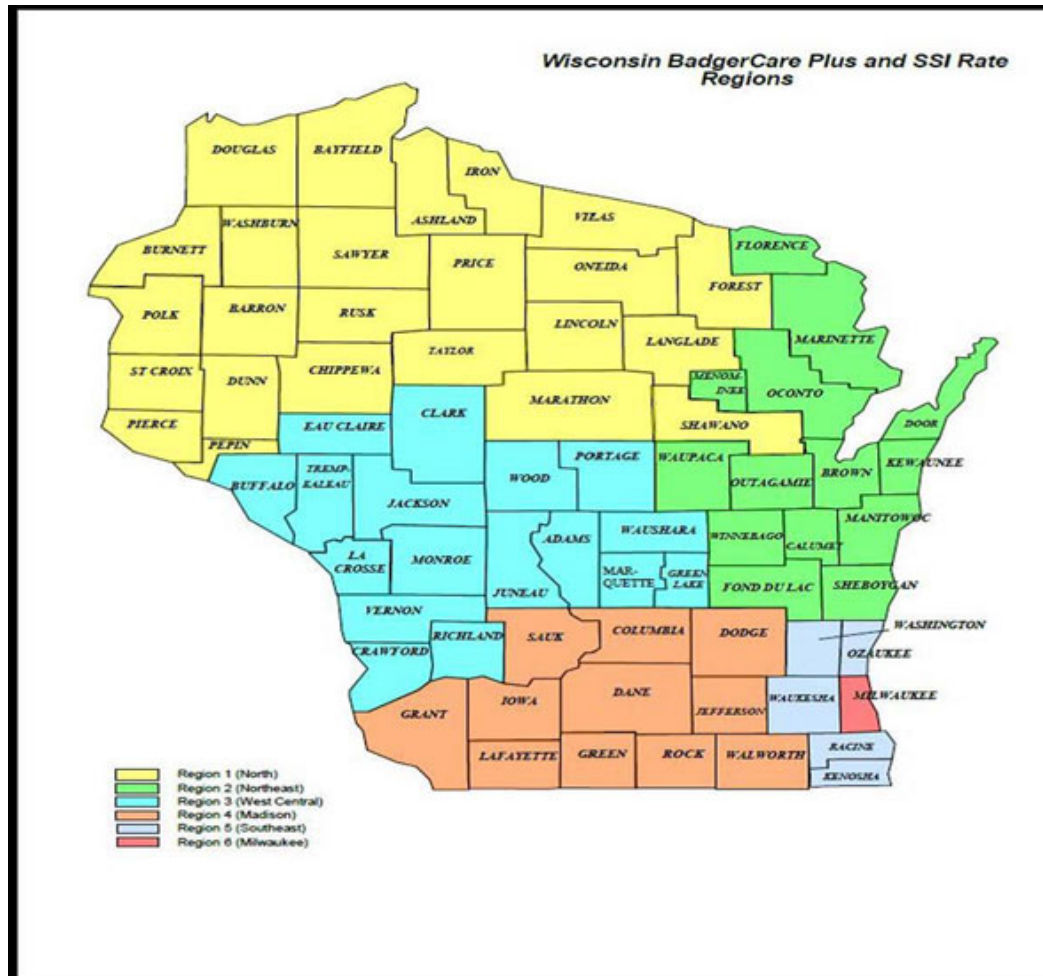 Wisconsin BadgerCare Plus and SSI Rate
Regions
DOUGLAS
BAYFIELD
IRON
ASHLAND
VILAS
WASHBURN
BURNETT
SAWYER
PRICE
FLORENCE
ONEIDA
FOREST
POLK
BARRON
RUSK
LINCOLN
MARINETTE
LANGLADE
TAYLOR
ST CROIX
DUNN
CHIPPEWA
MENOM-
INEE
OCONTO
MARATHON
CLARK
PIERCE
SHAWANO
DOOR
EAU CLAIRE
PEPIN
WAUPACA
PORTAGE
KEWAUNEE
BUFFALO
TREMP-
EALEAU
WOOD
OUTAGAMIE
BROWN
JACKSON
MANITOWOC
WAUSHARA
ADAMS
WINNEBAGO
CALUMET
LA
CROSSE
MONROE
MAR-
QUETTE
GREEN
LAKE
JUNEAU
FOND DU LAC
SHEBOYGAN
VERNON
RICHLAND
SAUK
COLUMBIA
DODGE
WASHINGTON
CRAWFORD
OZAUKEE
GRANT
IOWA
DANE
JEFFERSON
WAUKESHA
MILWAUKEE
LAFAYETTE
GREEN
ROCK
WALWORTH
RACINE
KENOSHA
Region 1 (North)
Region 2 (Northeast)
Region 3 (West Central)
Region 4 (Madison)
Region 5 (Southeast)
Region 6 (Milwaukee)